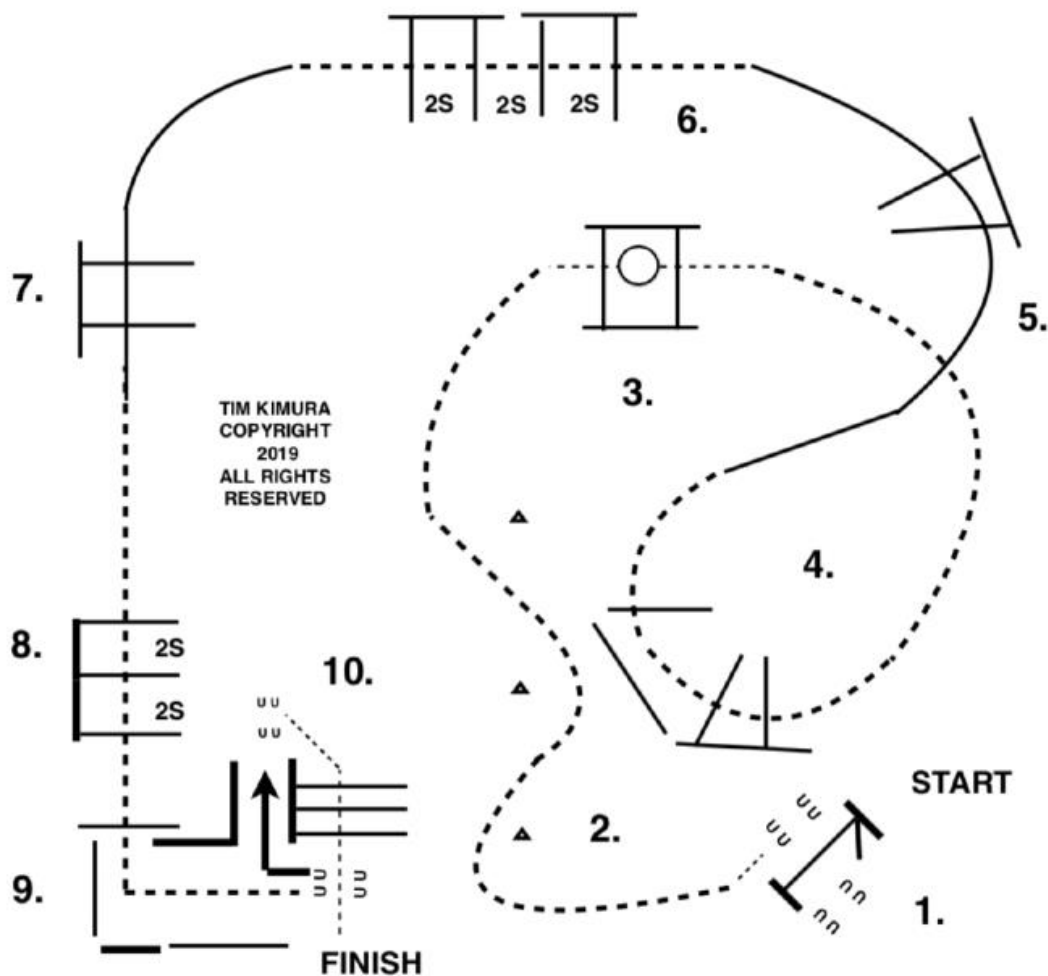 2S 2S 2S
6.
7.
5.
3.
TIM KIMURA
COPYRIGHT
2019
ALL RIGHTS
RESERVED
4.
8.
2S
2S
10.
START
2.
9.
1.
FINISH